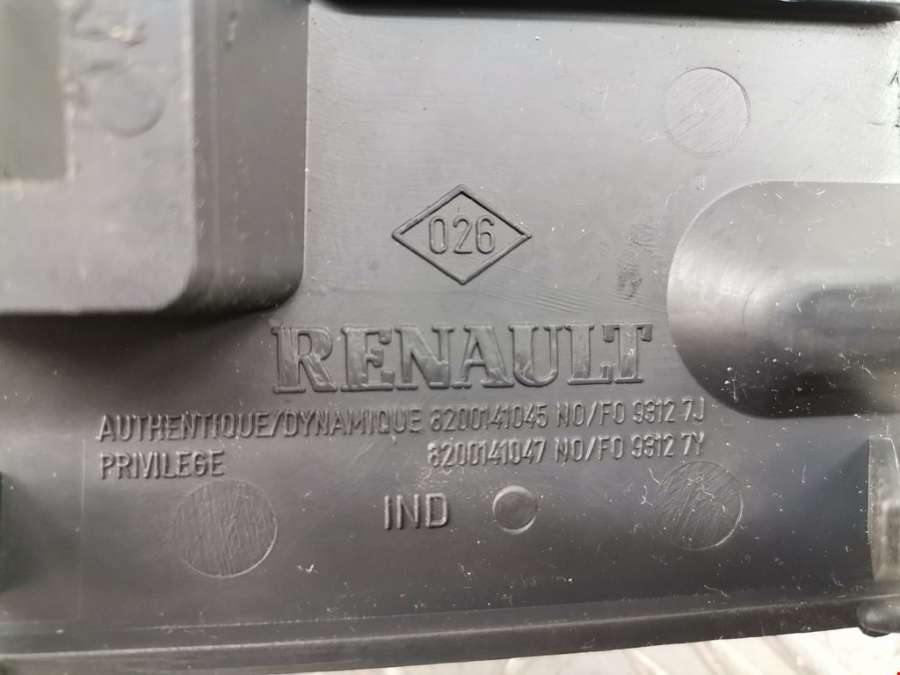 026
RENAULT
AUTHENTIQUE/DYNAMIQUE 8200141045 NO/FO 9312 7J
PRIVILEGE 8200141047 NO/FO 9312 7Y
IND